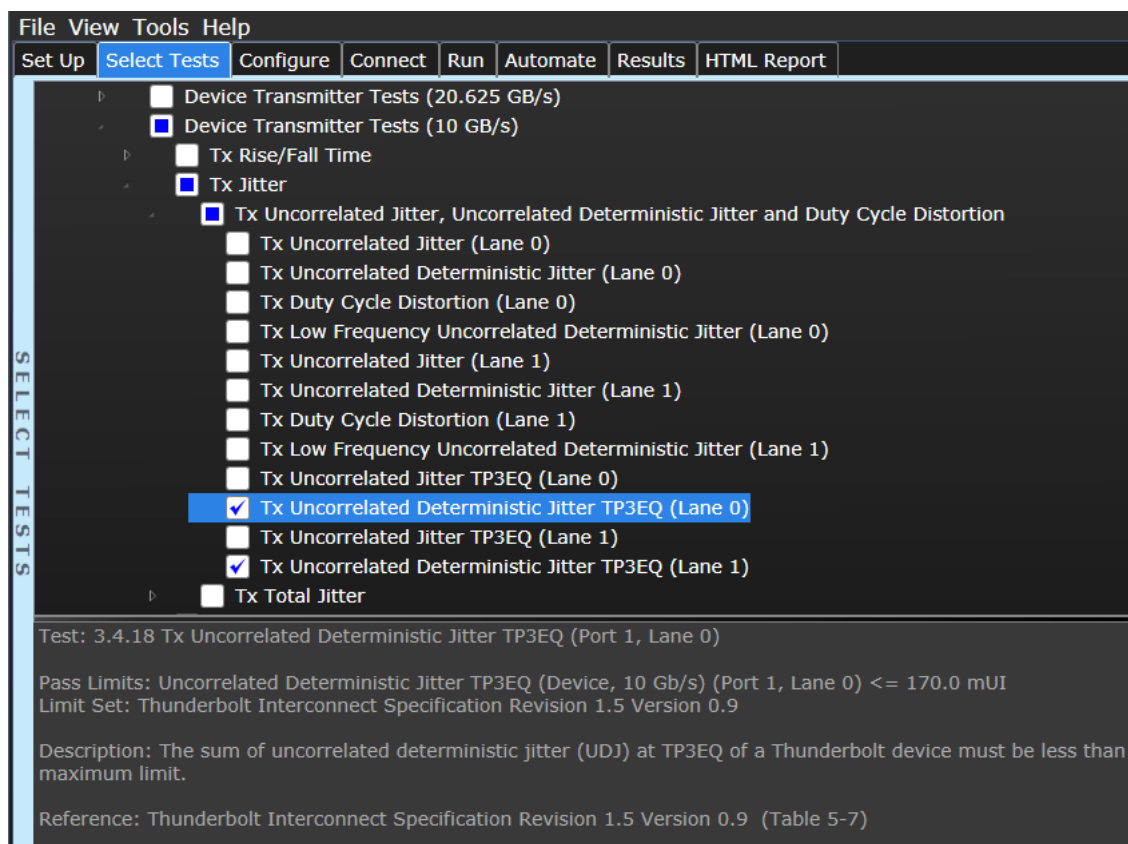 File View Tools Help
Set Up Select Tests Configure Connect Run Automate Results HTML Report
Device Transmitter Tests (20.625 GB/s)
Device Transmitter Tests (10 GB/s)
Tx Rise/Fall Time
Tx Jitter
Tx Uncorrelated Jitter, Uncorrelated Deterministic Jitter and Duty Cycle Distortion
Tx Uncorrelated Jitter (Lane 0)
Tx Uncorrelated Deterministic Jitter (Lane 0)
Tx Duty Cycle Distortion (Lane 0)
Tx Low Frequency Uncorrelated Deterministic Jitter (Lane 0)
Tx Uncorrelated Jitter (Lane 1)
Tx Uncorrelated Deterministic Jitter (Lane 1)
Tx Duty Cycle Distortion (Lane 1)
Tx Low Frequency Uncorrelated Deterministic Jitter (Lane 1)
Tx Uncorrelated Jitter TP3EQ (Lane 0)
Tx Uncorrelated Deterministic Jitter TP3EQ (Lane 0)
Tx Uncorrelated Jitter TP3EQ (Lane 1)
Tx Uncorrelated Deterministic Jitter TP3EQ (Lane 1)
Tx Total Jitter
SELECT TESTS
Test: 3.4.18 Tx Uncorrelated Deterministic Jitter TP3EQ (Port 1, Lane 0)
Pass Limits: Uncorrelated Deterministic Jitter TP3EQ (Device, 10 Gb/s) (Port 1, Lane 0) <= 170.0 mUI
Limit Set: Thunderbolt Interconnect Specification Revision 1.5 Version 0.9
Description: The sum of uncorrelated deterministic jitter (UDJ) at TP3EQ of a Thunderbolt device must be less than
maximum limit.
Reference: Thunderbolt Interconnect Specification Revision 1.5 Version 0.9 (Table 5-7)